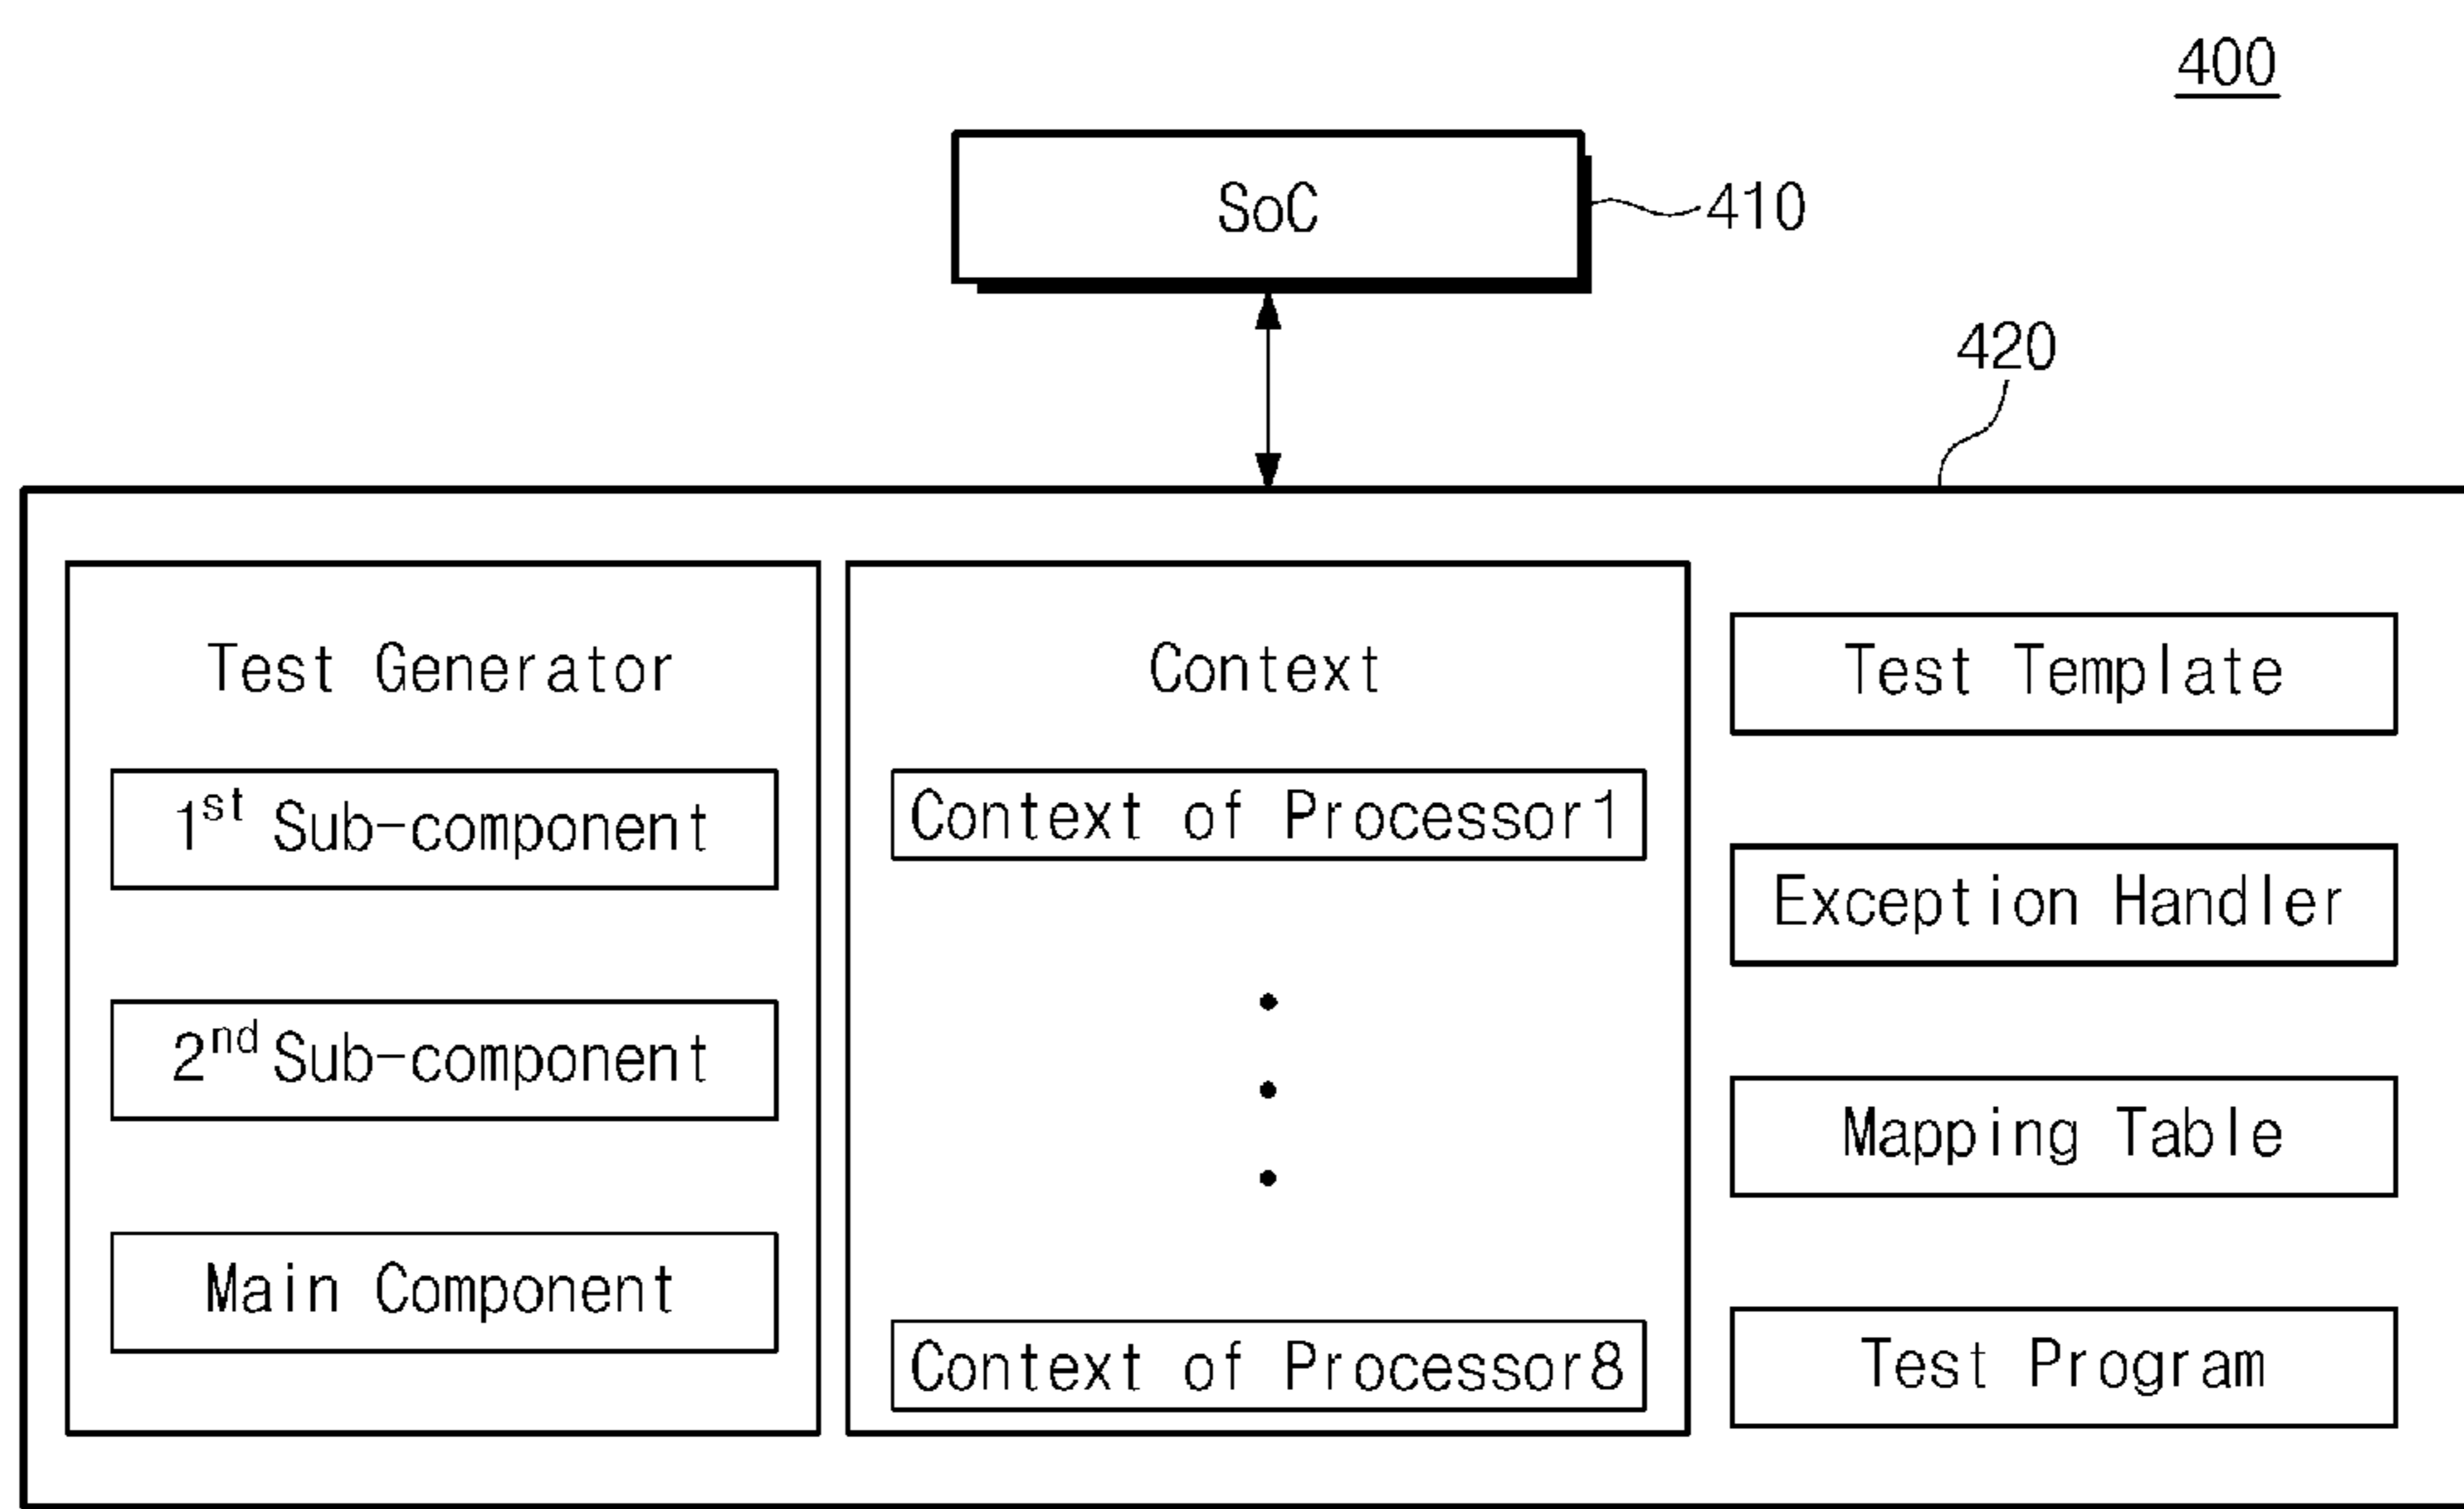 400
SoC
410
420
Test Generator
1st Sub-component
2nd Sub-component
Main Component
Context
Context of Processor1
Context of Processor8
Test Template
Exception Handler
Mapping Table
Test Program